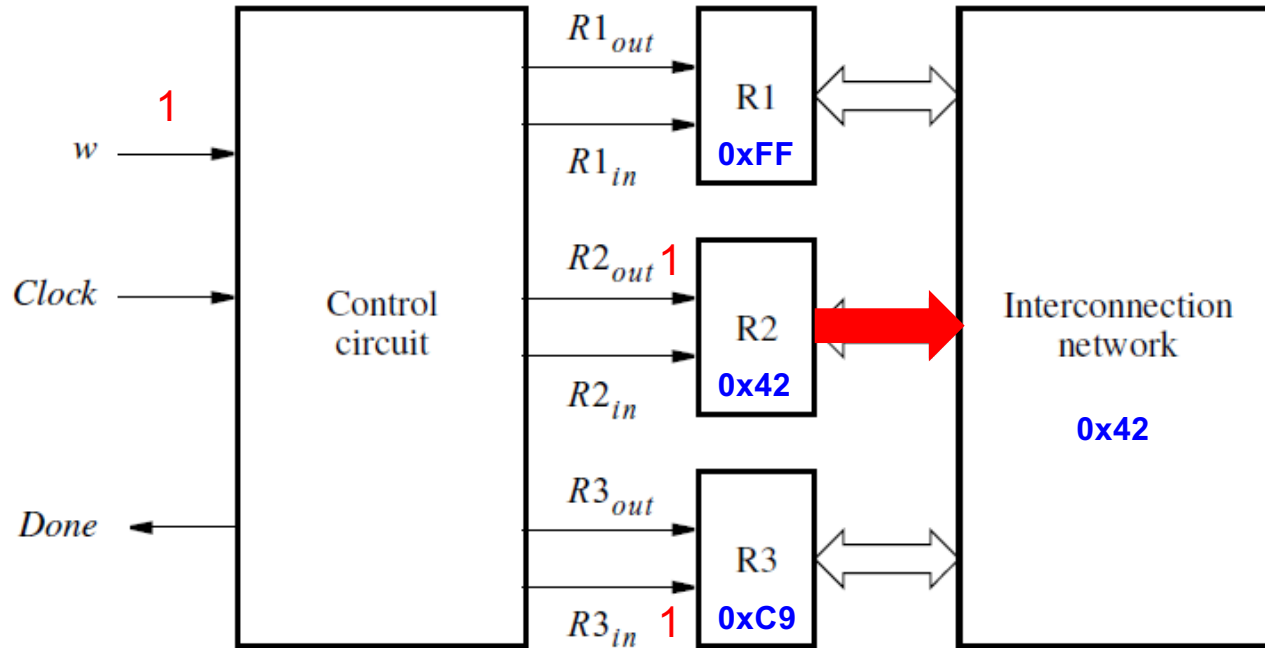 1
w
Clock
Done
Control
circuit
R1out
R1in
R2out 1
R2in
R3out
R3in 1
R1
0xFF
R2
0x42
R3
0xC9
Interconnection
network
0x42